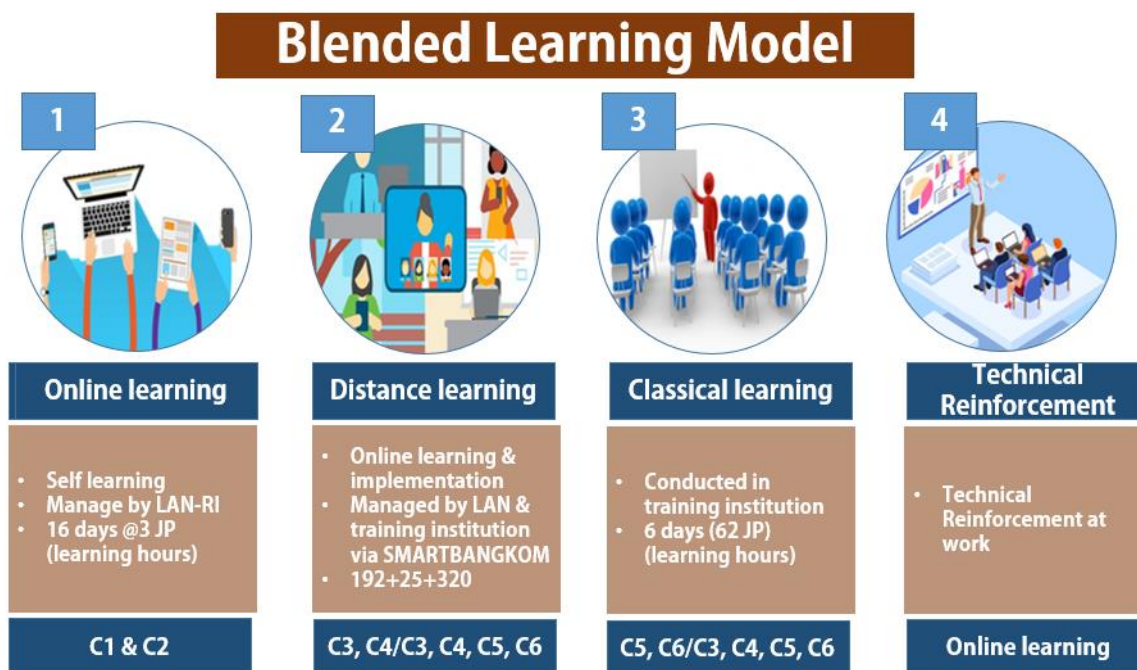 Blended Learning Model
1
2
3
4
Online learning
• Self learning
• Manage by LAN-RI
• 16 days @3 JP
(learning hours)
C1 & C2
Distance learning
• Online learning &
implementation
• Managed by LAN &
training institution
via SMARTBANGKOM
• 192+25+320
C3, C4/C3, C4, C5, C6
Classical learning
• Conducted in
training institution
• 6 days (62 JP)
(learning hours)
C5, C6/C3, C4, C5, C6
Technical
Reinforcement
• Technical
Reinforcement at
work
Online learning